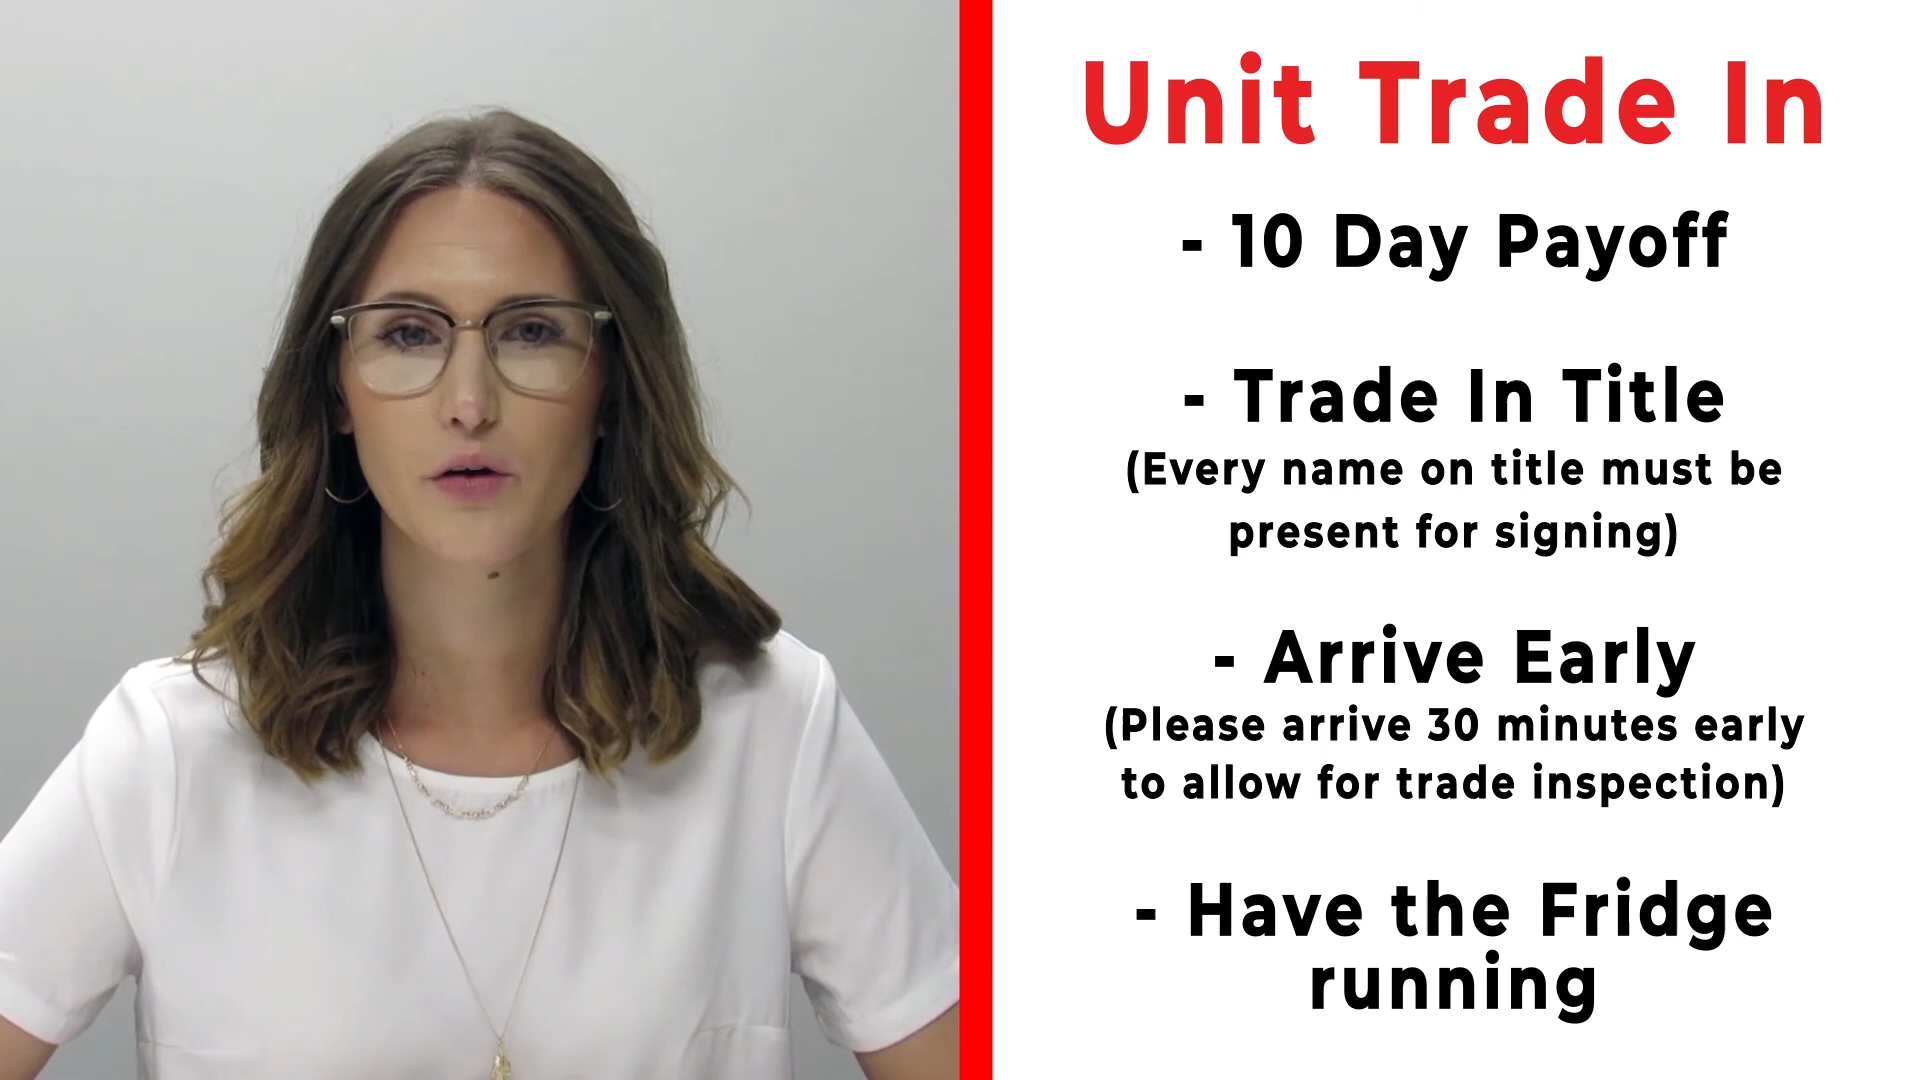 Unit Trade In
- 10 Day Payoff
- Trade In Title
(Every name on title must be
present for signing)
- Arrive Early
(Please arrive 30 minutes early
to allow for trade inspection)
- Have the Fridge
running